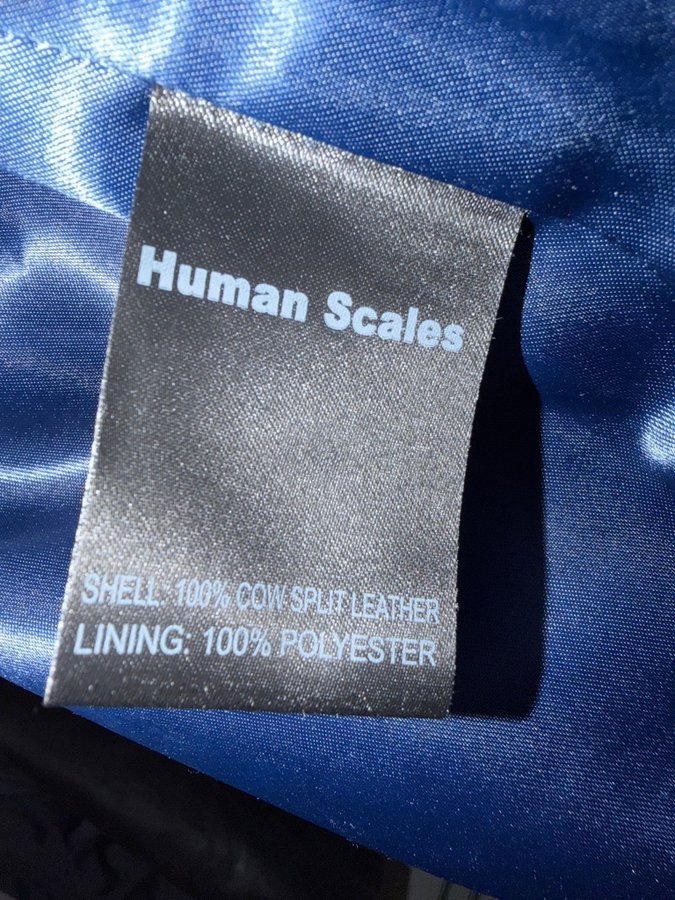 Human Scales
SHELL: 100% COW SPLIT LEATHER
LINING: 100% POLYESTER